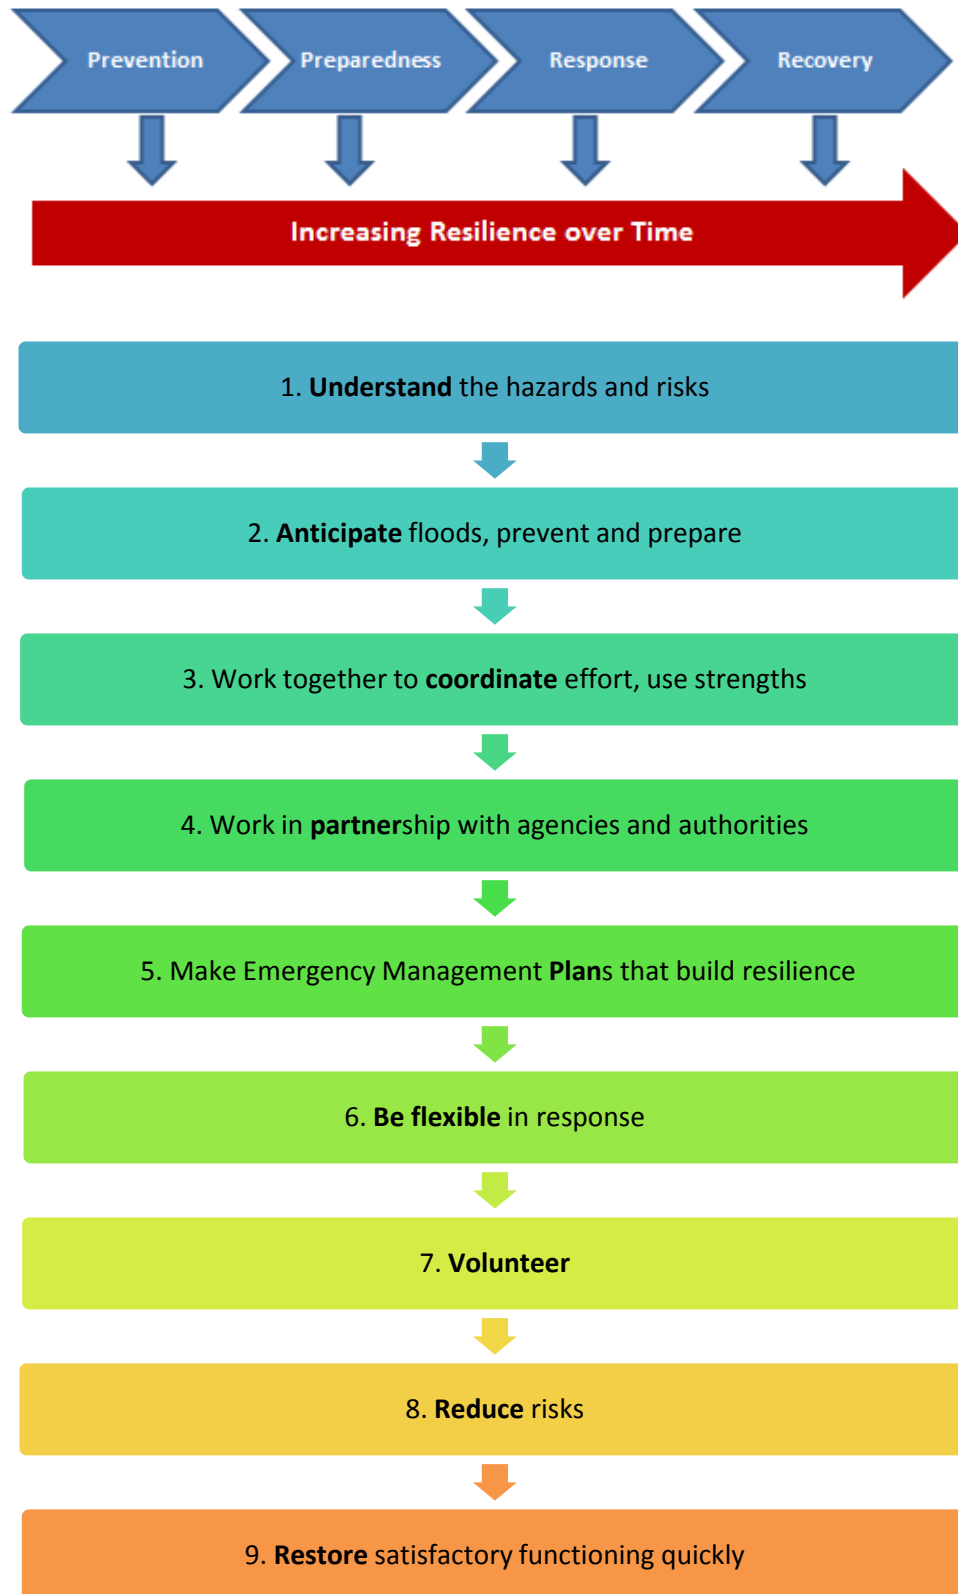 Prevention
Preparedness
Response
Recovery
Increasing Resilience over Time
1. Understand the hazards and risks
2. Anticipate floods, prevent and prepare
3. Work together to coordinate effort, use strengths
4. Work in partnership with agencies and authorities
5. Make Emergency Management Plans that build resilience
6. Be flexible in response
7. Volunteer
8. Reduce risks
9. Restore satisfactory functioning quickly